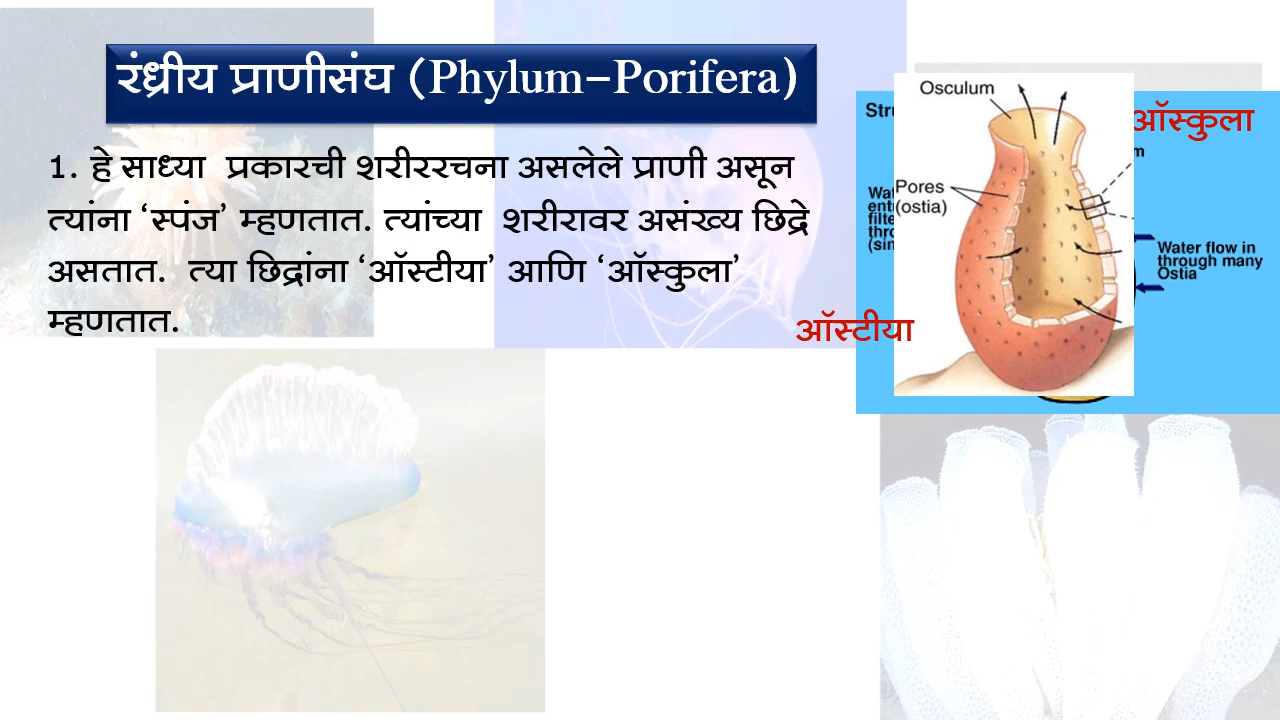 रंध्रीय प्राणीसंघ (Phylum–Porifera)
1. हे साध्या प्रकारची शरीररचना असलेले प्राणी असून
त्यांना ‘स्पंज’ म्हणतात. त्यांच्या शरीरावर असंख्य छिद्रे
असतात. त्या छिद्रांना ‘ऑस्टीया’ आणि ‘ऑस्कुला’
म्हणतात.
Osculum
ऑस्कुला
Pores
(ostia)
Water flow in
through many
Ostia
ऑस्टीया